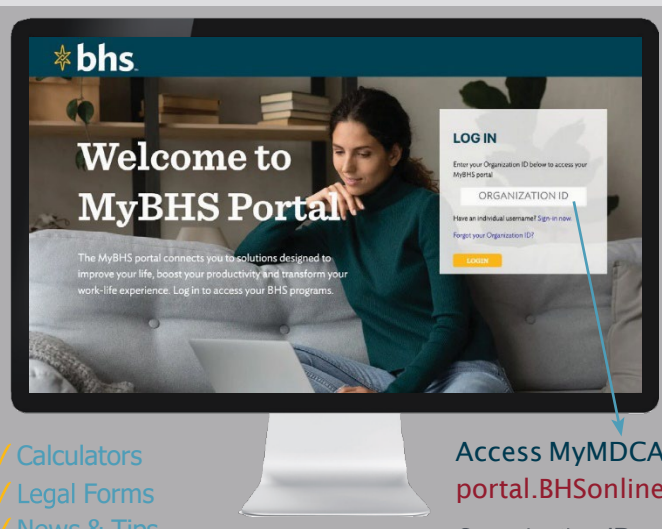 bhs
Welcome to
MyBHS Portal
The MyBHS portal connects you to solutions designed to
improve your life, boost your productivity and transform your
work-life experience. Log in to access your BHS programs.
LOG IN
Enter your Organization ID below to access your
MyBHS portal
ORGANIZATION ID
Have an individual username? Sign-in now
Forgot your Organization ID?
LOGIN
✓ Calculators
✓ Legal Forms
✓ News & Tips
Access MyMDCA
portal.BHSonline